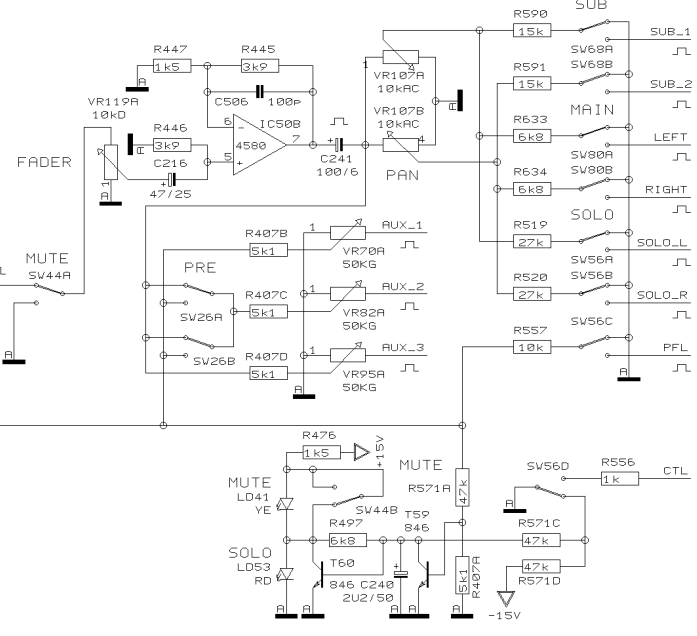 SUB
R590
15k
SUB_1
SW68A
SW68B
R447
1k5
R445
3k9
1
VR107A
10kAC
R591
15k
SUB_2
A
C506
100p
VR107B
10kAC
A
MAIN
VR119A
10kD
R446
3k9
A
6
-
IC50B
4580
7
5
+
+
C241
100/6
4
PAN
R633
6k8
LEFT
SW80A
SW80B
FADER
1
A
C216
+
47/25
R634
6k8
RIGHT
SOLO
R407B
5k1
1
AUX_1
VR70A
50KG
R519
27k
SOLO_L
SW56A
SW56B
MUTE
L
SW44A
PRE
R407C
5k1
1
AUX_2
VR82A
50KG
R520
27k
SOLO_R
SW26A
SW56C
A
SW26B
R407D
5k1
1
AUX_3
VR95A
50KG
A
R557
10k
PFL
A
R476
1k5
+15V
MUTE
LD41
YE
SW44B
MUTE
R571A
47k
SW56D
A
R556
1k
CTL
SOLO
LD53
RD
R497
6k8
T59
846
R571C
47k
T60
846
C240
+
2U2/50
5k1
R407A
47k
R571D
A
A
A
A
A
-15V